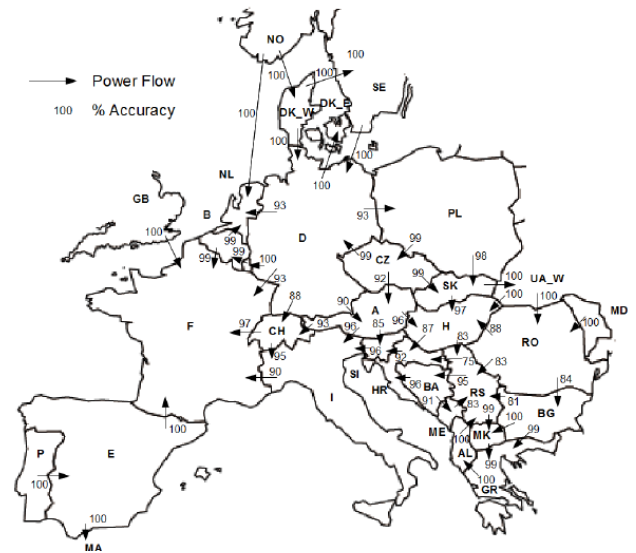 NO
100
Power Flow
100
100
SE
100 % Accuracy
DK_W
DK_E
100
100
100
100
NL
GB
B
93
D
93
PL
100
99
99
99
100
99
99
CZ
98
93
92
99
SK
100
UA_W
MD
88
90
A
97
100
100
F
97
CH
93
96
85
96
H
88
RO
100
95
96
92
87
83
83
75
90
SI
I
HR
96
BA
95
RS
81
84
91
83
99
BG
100
ME
100
MK
100
99
P
E
AL
99
100
100
GR
100
MA